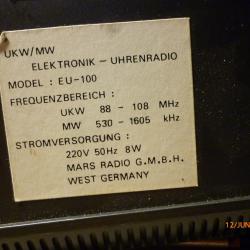 UKW/MW
ELEKTRONIK - UHRENRADIO
MODEL : EU-100
FREQUENZBEREICH :
UKW 88 - 108 MHz
MW 530 - 1605 kHz
STROMVERSORGUNG :
220V 50Hz 8W
MARS RADIO G.M.B.H.
WEST GERMANY